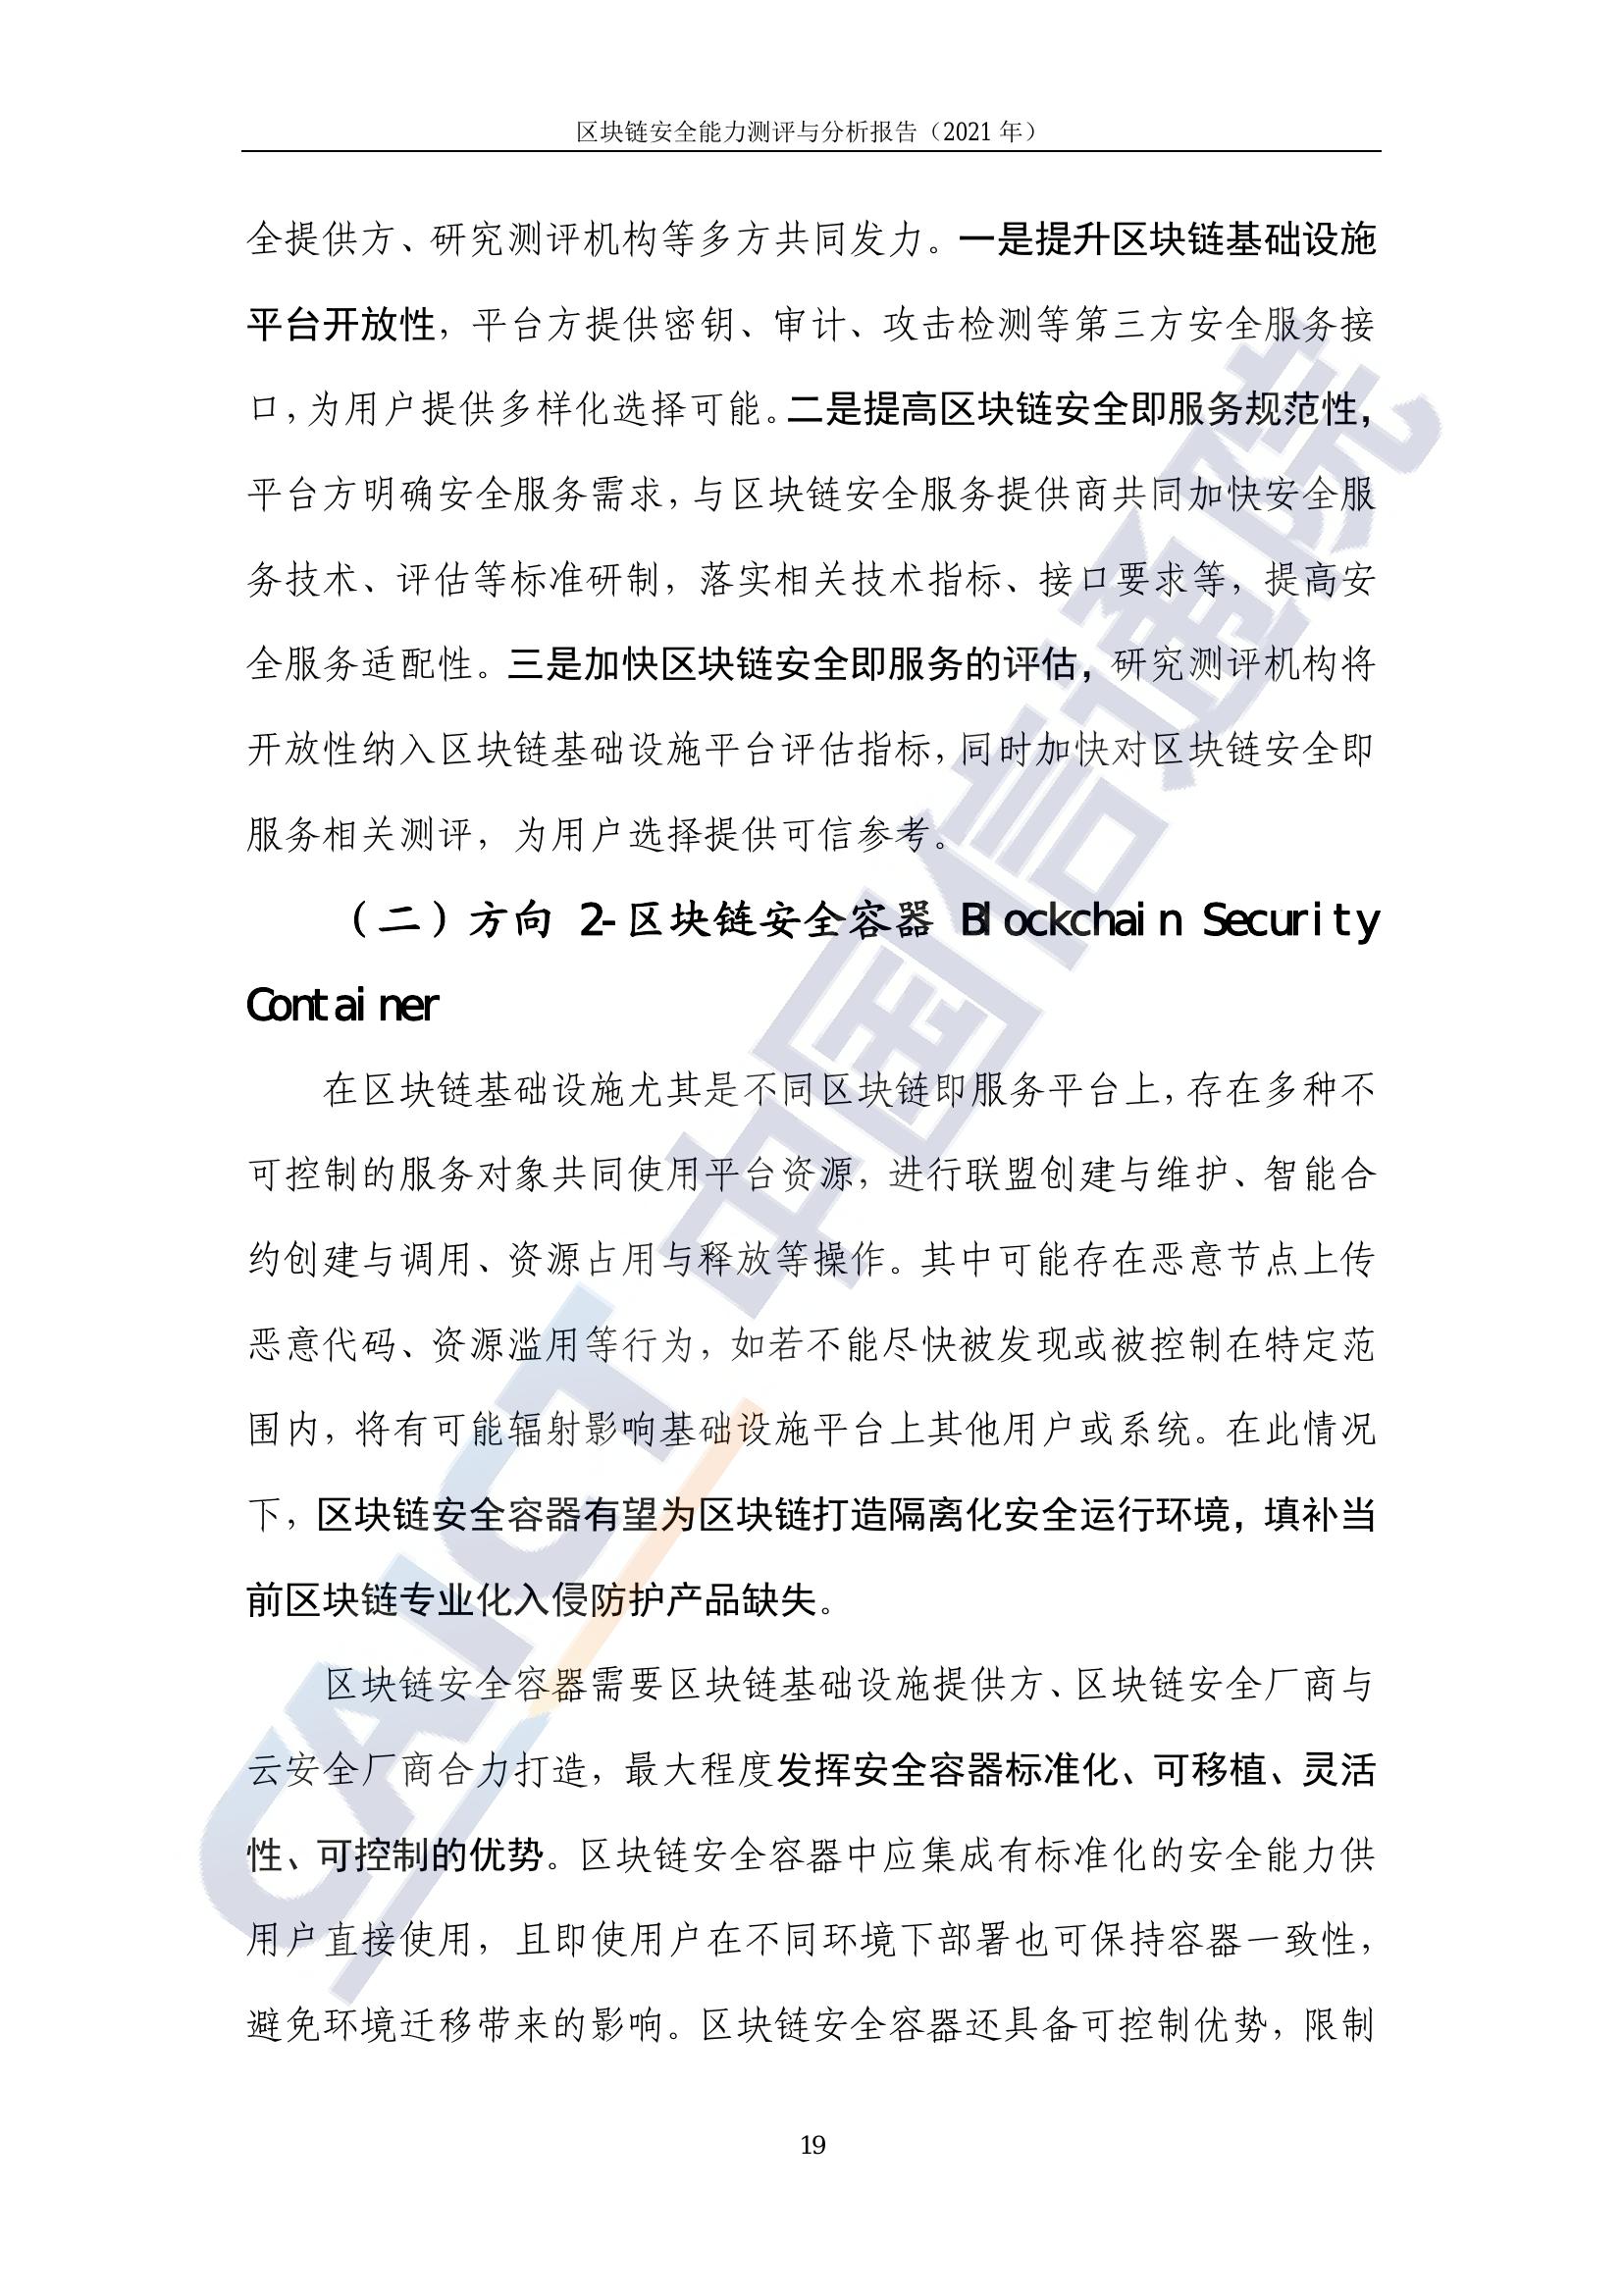 区块链安全能力测评与分析报告（2021 年）
全提供方、研究测评机构等多方共同发力。一是提升区块链基础设施
平台开放性，平台方提供密钥、审计、攻击检测等第三方安全服务接
口，为用户提供多样化选择可能。二是提高区块链安全即服务规范性，
平台方明确安全服务需求，与区块链安全服务提供商共同加快安全服
务技术、评估等标准研制，落实相关技术指标、接口要求等，提高安
全服务适配性。三是加快区块链安全即服务的评估，研究测评机构将
开放性纳入区块链基础设施平台评估指标，同时加快对区块链安全即
服务相关测评，为用户选择提供可信参考。
（二）方向 2-区块链安全容器 Blockchain Security
Container
在区块链基础设施尤其是不同区块链即服务平台上，存在多种不
可控制的服务对象共同使用平台资源，进行联盟创建与维护、智能合
约创建与调用、资源占用与释放等操作。其中可能存在恶意节点上传
恶意代码、资源滥用等行为，如若不能尽快被发现或被控制在特定范
围内，将有可能辐射影响基础设施平台上其他用户或系统。在此情况
下，区块链安全容器有望为区块链打造隔离化安全运行环境，填补当
前区块链专业化入侵防护产品缺失。
区块链安全容器需要区块链基础设施提供方、区块链安全厂商与
云安全厂商合力打造，最大程度发挥安全容器标准化、可移植、灵活
性、可控制的优势。区块链安全容器中应集成有标准化的安全能力供
用户直接使用，且即使用户在不同环境下部署也可保持容器一致性，
避免环境迁移带来的影响。区块链安全容器还具备可控制优势，限制
19
CAICT 中国信通院